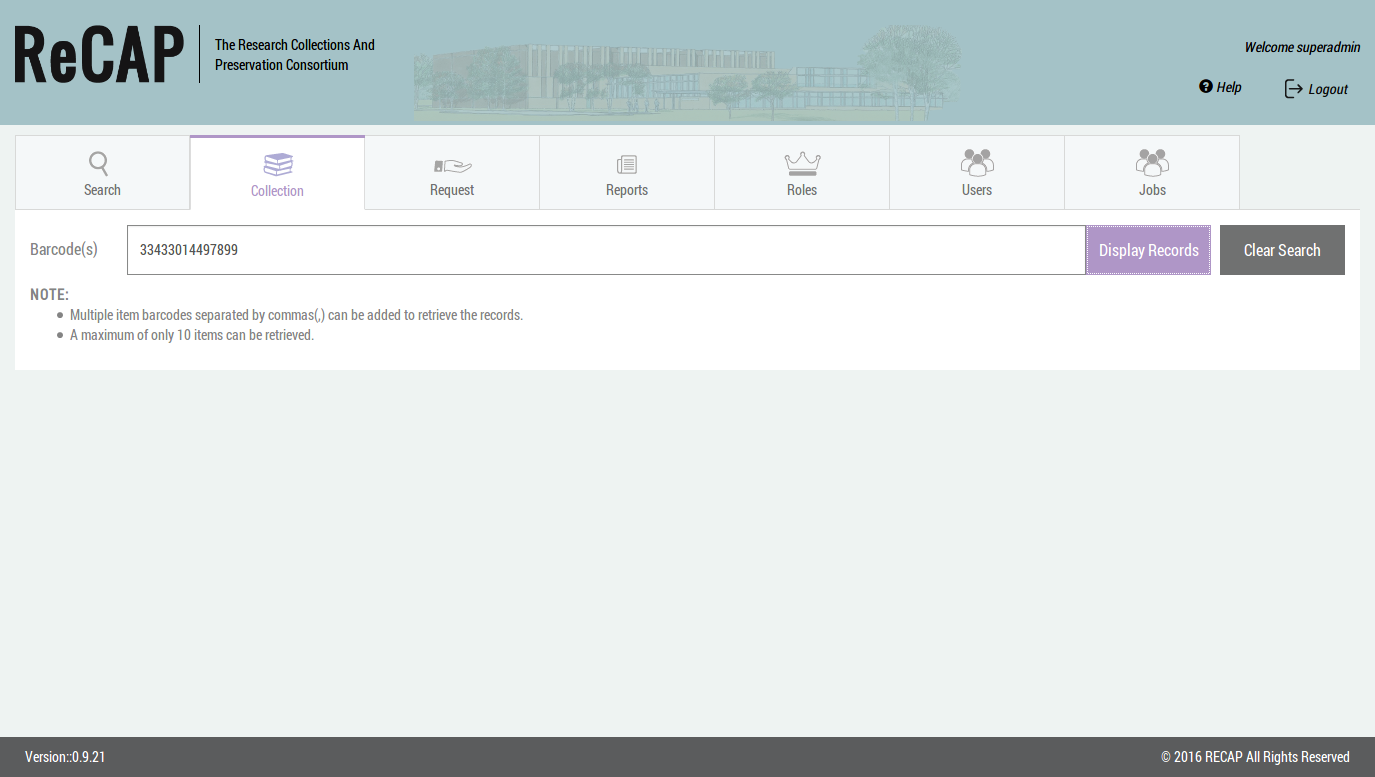 ReCAP
The Research Collections And
Preservation Consortium
Welcome superadmin
Help
Logout
Search
Collection
Request
Reports
Roles
Users
Jobs
Barcode(s)
33433014497899
Display Records
Clear Search
NOTE:
Multiple item barcodes separated by commas(,) can be added to retrieve the records.
A maximum of only 10 items can be retrieved.
Version::0.9.21
© 2016 RECAP All Rights Reserved